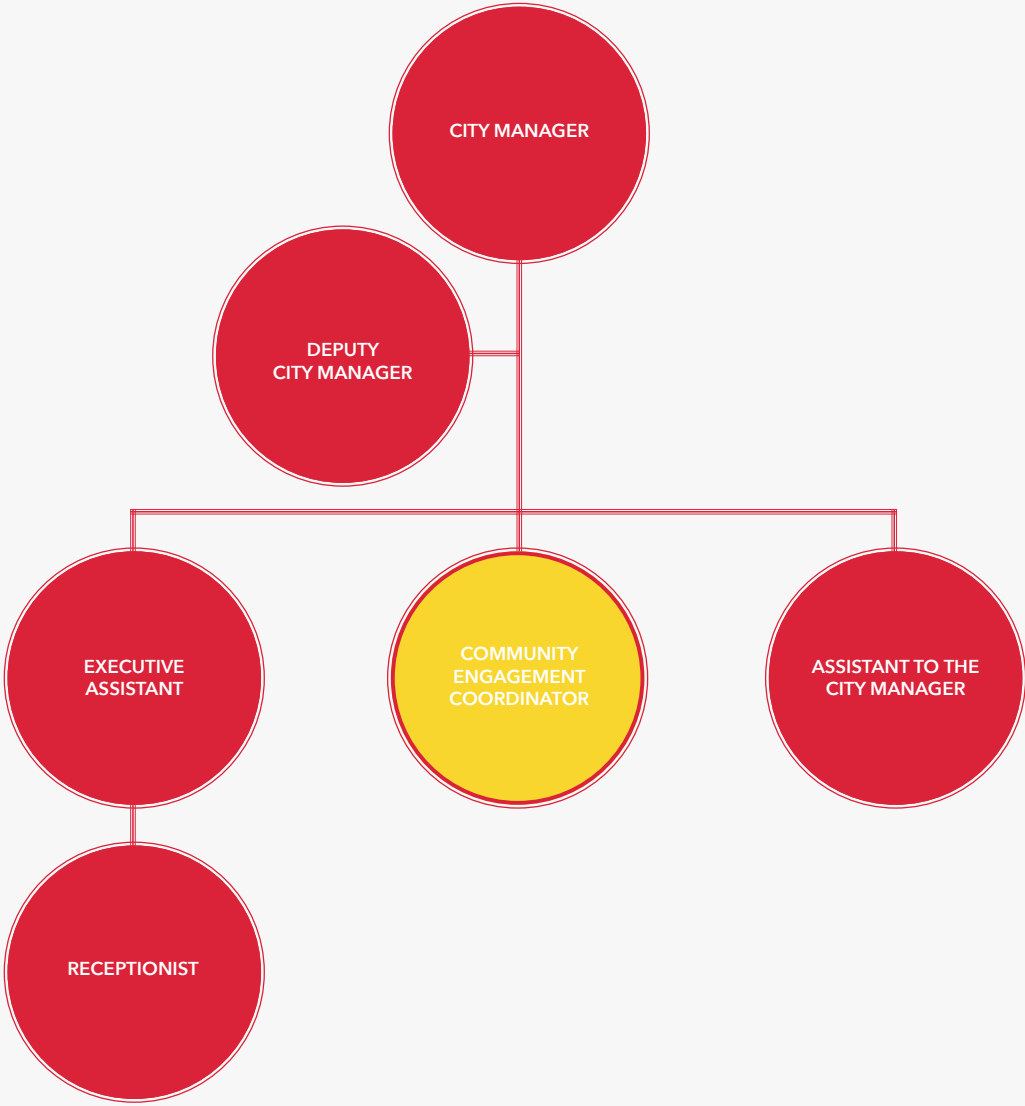 CITY MANAGER
DEPUTY
CITY MANAGER
EXECUTIVE
ASSISTANT
COMMUNITY
ENGAGEMENT
COORDINATOR
ASSISTANT TO THE
CITY MANAGER
RECEPTIONIST